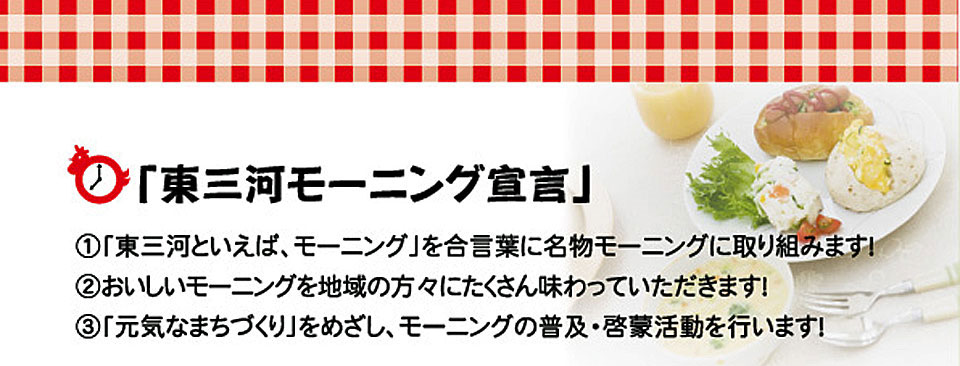 「東三河モーニング宣言」
①「東三河といえば、モーニング」を合言葉に名物モーニングに取り組みます!
②おいしいモーニングを地域の方々にたくさん味わっていただきます!
③「元気なまちづくり」をめざし、モーニングの普及・啓蒙活動を行います!